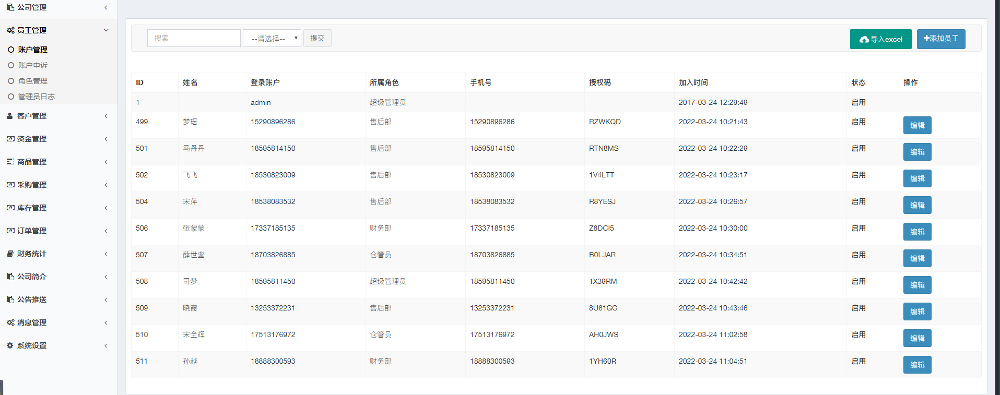 公司管理
员工管理
账户管理
账户申诉
角色管理
管理员日志
客户管理
资金管理
商品管理
采购管理
库存管理
订单管理
财务统计
公司简介
公告推送
消息管理
系统设置
搜索 --请选择-- 提交 导入excel +添加员工
ID 姓名 登录账户 所属角色 手机号 授权码 加入时间 状态 操作
1 admin 超级管理员 2017-03-24 12:29:49 启用
499 梦瑶 15290896286 售后部 15290896286 RZWKQD 2022-03-24 10:21:43 启用 编辑
501 马丹丹 18595814150 售后部 18595814150 RTN8MS 2022-03-24 10:22:29 启用 编辑
502 飞飞 18530823009 售后部 18530823009 1V4LTT 2022-03-24 10:23:17 启用 编辑
504 宋萍 18538083532 售后部 18538083532 R8YESJ 2022-03-24 10:26:57 启用 编辑
506 张蒙蒙 17337185135 财务部 17337185135 Z8DCI5 2022-03-24 10:30:00 启用 编辑
507 薛世銮 18703826885 仓管员 18703826885 B0LJAR 2022-03-24 10:34:51 启用 编辑
508 司梦 18595811450 超级管理员 18595811450 1X39RM 2022-03-24 10:42:42 启用 编辑
509 晓霞 13253372231 售后部 13253372231 8U61GC 2022-03-24 10:43:46 启用 编辑
510 宋全辉 17513176972 仓管员 17513176972 AH0JWS 2022-03-24 11:02:58 启用 编辑
511 孙越 18888300593 财务部 18888300593 1YH60R 2022-03-24 11:04:51 启用 编辑